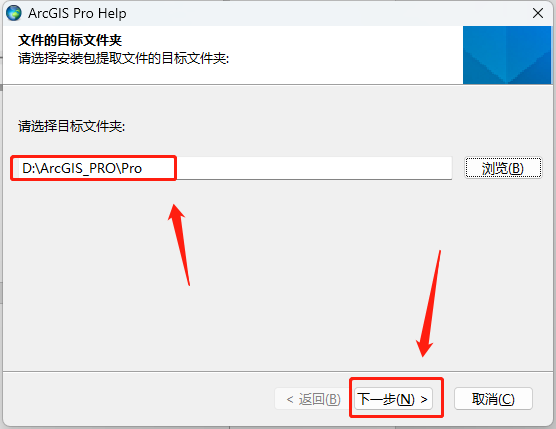 ArcGIS Pro Help
文件的目标文件夹
请选择安装包提取文件的目标文件夹:
请选择目标文件夹:
D:\ArcGIS_PRO\Pro
浏览(B)
< 返回(B)
下一步(N) >
取消(C)